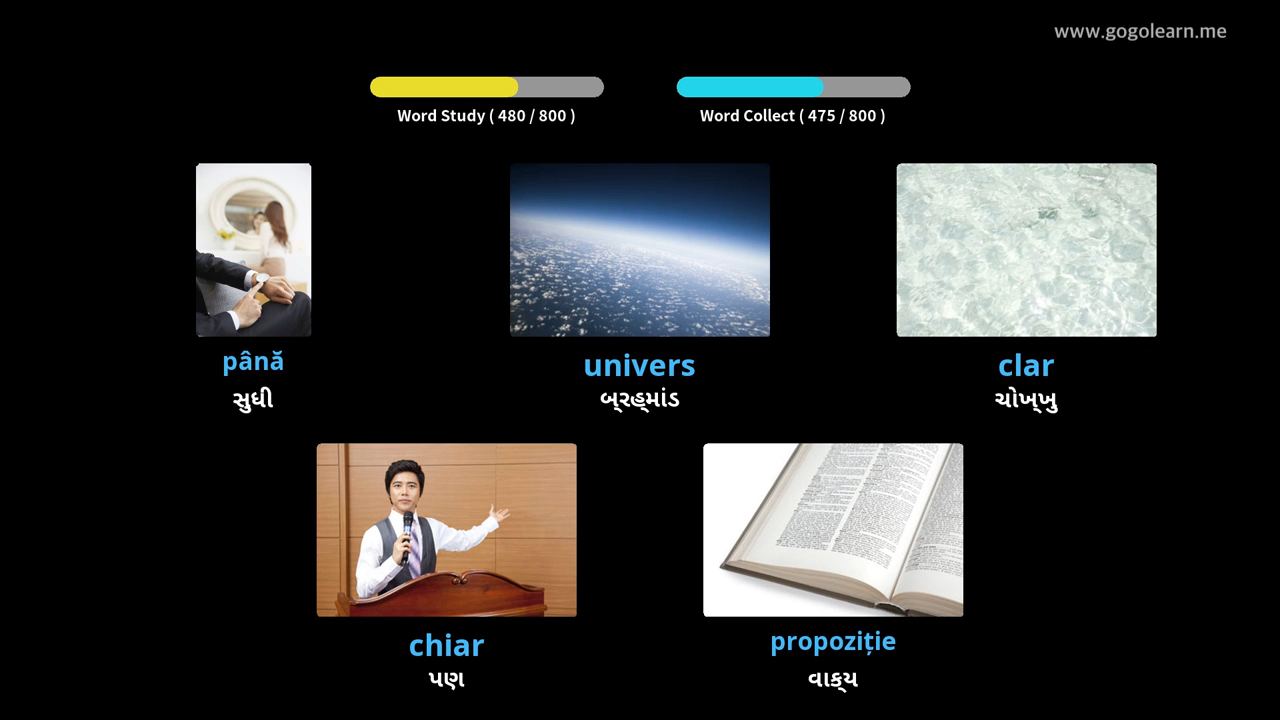 www.gogolearn.me
Word Study ( 480 / 800 )
Word Collect ( 475 / 800 )
până
સુધી
univers
બ્રહ્માંડ
clar
ચોખ્ખુ
chiar
પણ
propoziție
વાક્ય